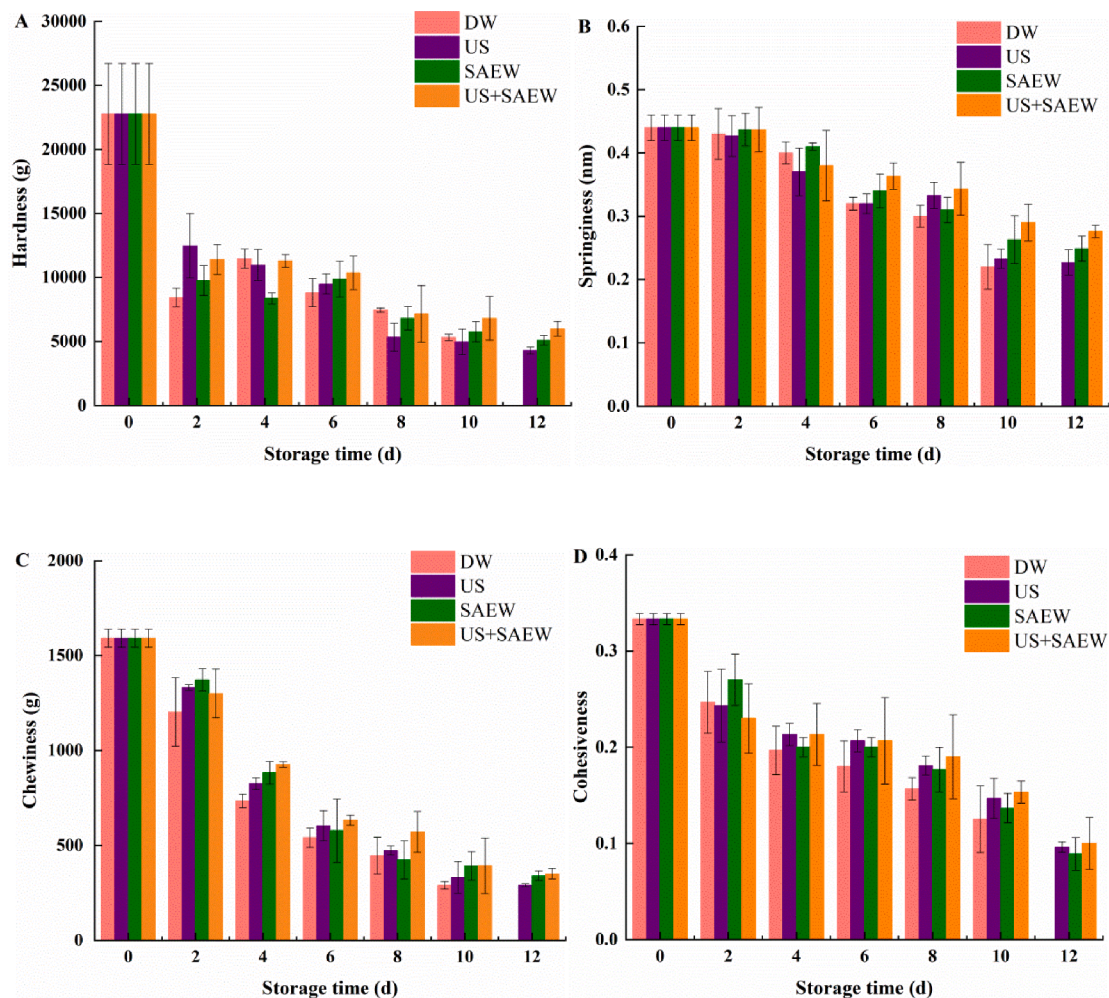 A
DW
US
SAEW
US+SAEW
Hardness (g)
30000
25000
20000
15000
10000
5000
0
0 2 4 6 8 10 12
Storage time (d)
B
DW
US
SAEW
US+SAEW
Springiness (nm)
0.6
0.5
0.4
0.3
0.2
0.1
0.0
0 2 4 6 8 10 12
Storage time (d)
C
DW
US
SAEW
US+SAEW
Chewiness (g)
2000
1500
1000
500
0
0 2 4 6 8 10 12
Storage time (d)
D
DW
US
SAEW
US+SAEW
Cohesiveness
0.4
0.3
0.2
0.1
0.0
0 2 4 6 8 10 12
Storage time (d)